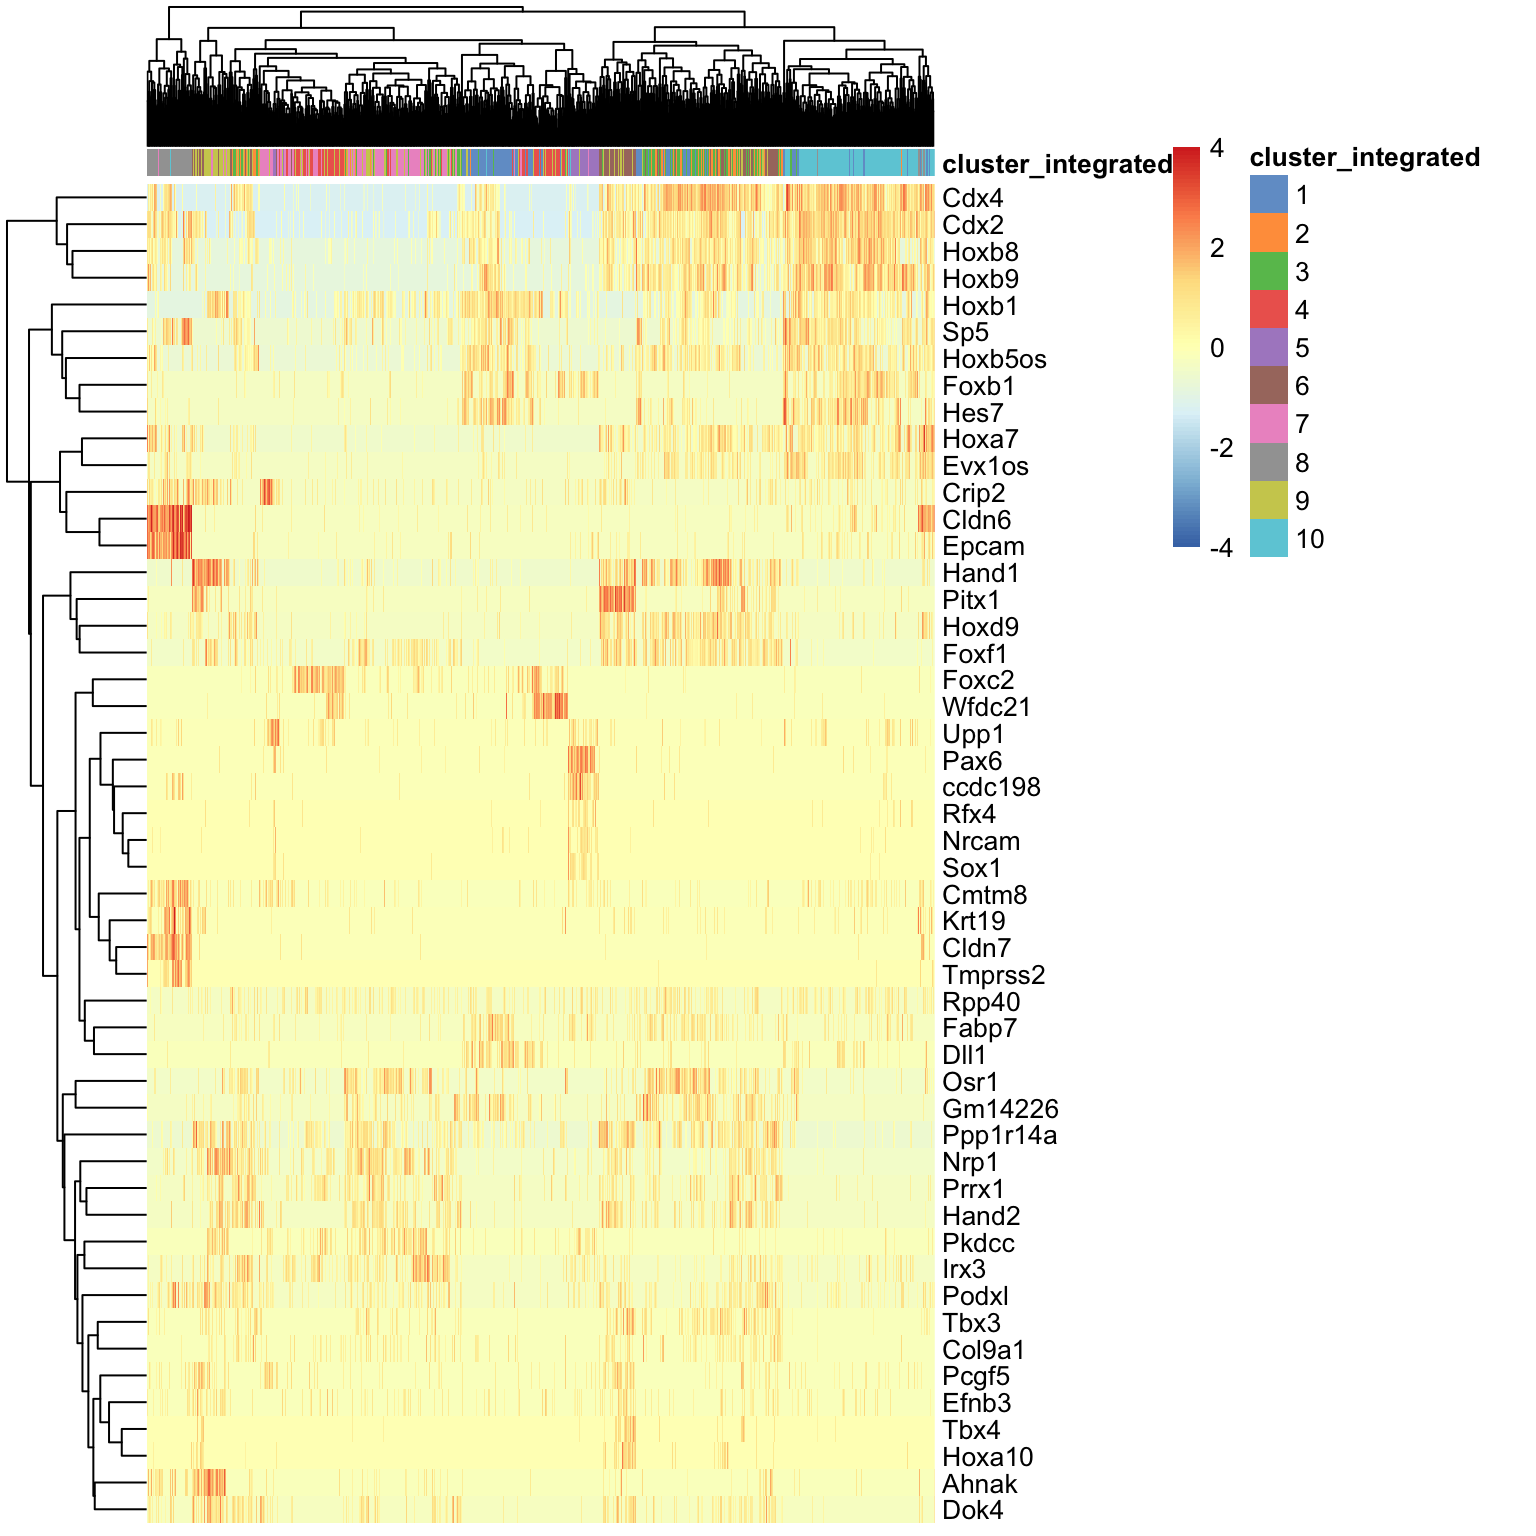 cluster_integrated
Cdx4
Cdx2
Hoxb8
Hoxb9
Hoxb1
Sp5
Hoxb5os
Foxb1
Hes7
Hoxa7
Evx1os
Crip2
Cldn6
Epcam
Hand1
Pitx1
Hoxd9
Foxf1
Foxc2
Wfdc21
Upp1
Pax6
ccdc198
Rfx4
Nrcam
Sox1
Cmtm8
Krt19
Cldn7
Tmprss2
Rpp40
Fabp7
Dll1
Osr1
Gm14226
Ppp1r14a
Nrp1
Prrx1
Hand2
Pkdcc
Irx3
Podxl
Tbx3
Col9a1
Pcgf5
Efnb3
Tbx4
Hoxa10
Ahnak
Dok4
4
2
0
-2
-4
cluster_integrated
1
2
3
4
5
6
7
8
9
10